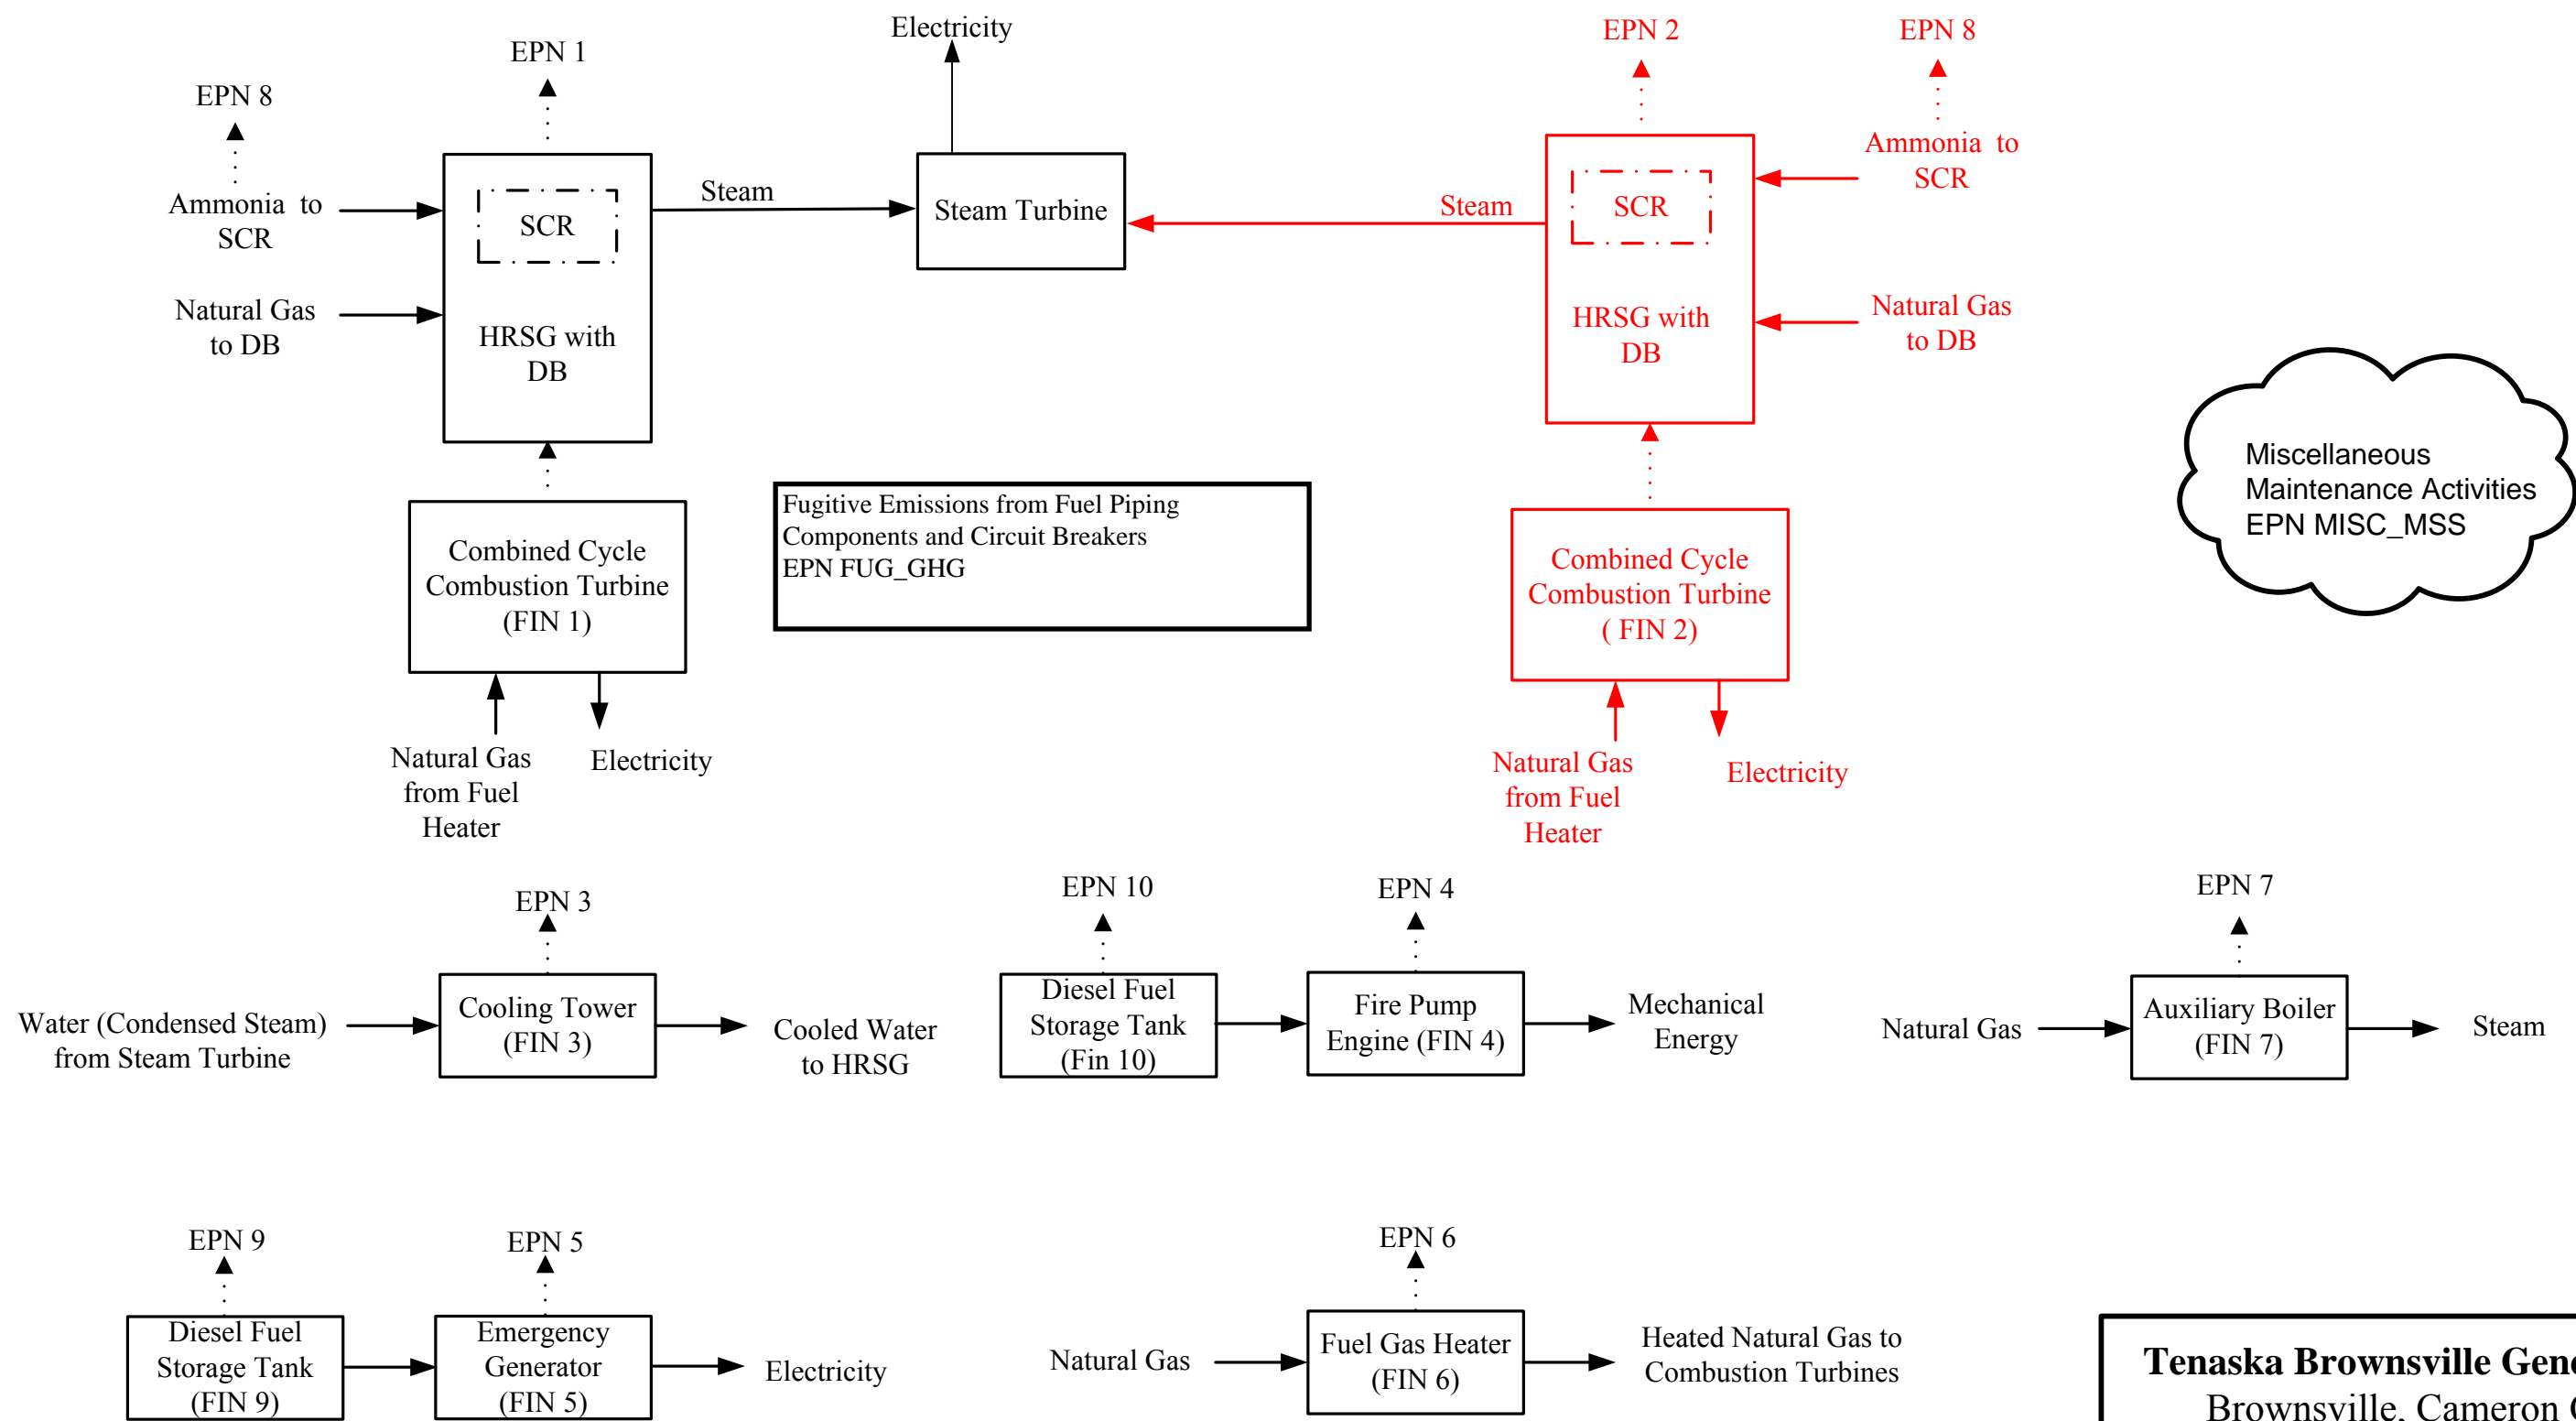 Electricity
EPN 2
EPN 8
EPN 1
EPN 8
Ammonia to
SCR
SCR
Steam
Steam Turbine
Steam
SCR
Ammonia to
SCR
Natural Gas
to DB
HRSG with
DB
HRSG with
DB
Natural Gas
to DB
Miscellaneous
Maintenance Activities
EPN MISC_MSS
Fugitive Emissions from Fuel Piping
Components and Circuit Breakers
EPN FUG_GHG
Combined Cycle
Combustion Turbine
(FIN 1)
Combined Cycle
Combustion Turbine
( FIN 2)
Natural Gas
from Fuel
Heater
Electricity
Natural Gas
from Fuel
Heater
Electricity
EPN 3
EPN 10
EPN 4
EPN 7
Water (Condensed Steam)
from Steam Turbine
Cooling Tower
(FIN 3)
Cooled Water
to HRSG
Diesel Fuel
Storage Tank
(Fin 10)
Fire Pump
Engine (FIN 4)
Mechanical
Energy
Natural Gas
Auxiliary Boiler
(FIN 7)
Steam
EPN 9
EPN 5
EPN 6
Diesel Fuel
Storage Tank
(FIN 9)
Emergency
Generator
(FIN 5)
Electricity
Natural Gas
Fuel Gas Heater
(FIN 6)
Heated Natural Gas to
Combustion Turbines
Tenaska Brownsville
Brownsville, Cameron